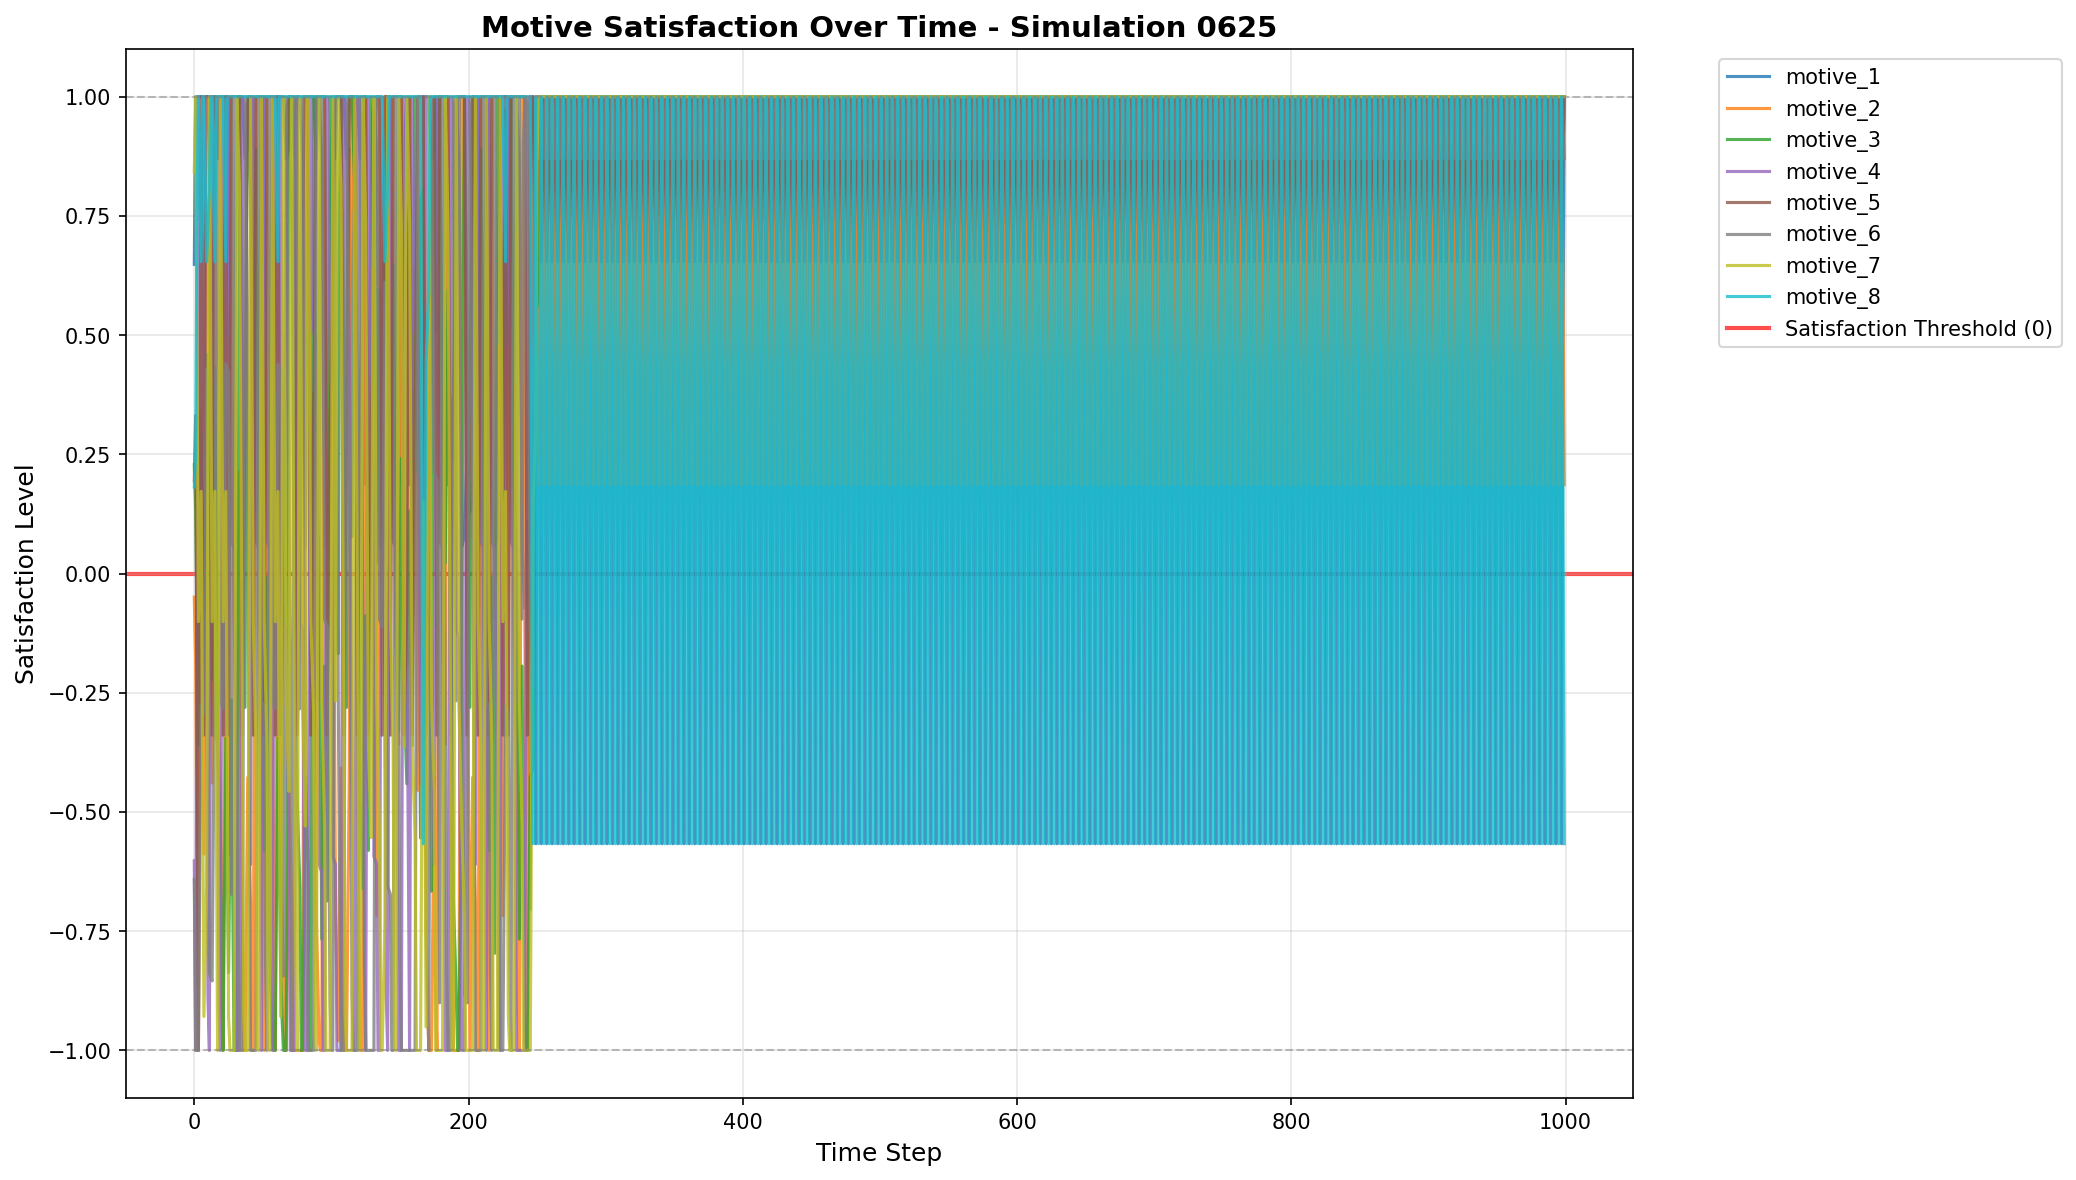 Motive Satisfaction Over Time - Simulation 0625
1.00
0.75
0.50
0.25
0.00
−0.25
−0.50
−0.75
−1.00
Satisfaction Level
0
200
400
600
800
1000
Time Step
motive_1
motive_2
motive_3
motive_4
motive_5
motive_6
motive_7
motive_8
Satisfaction Threshold (0)